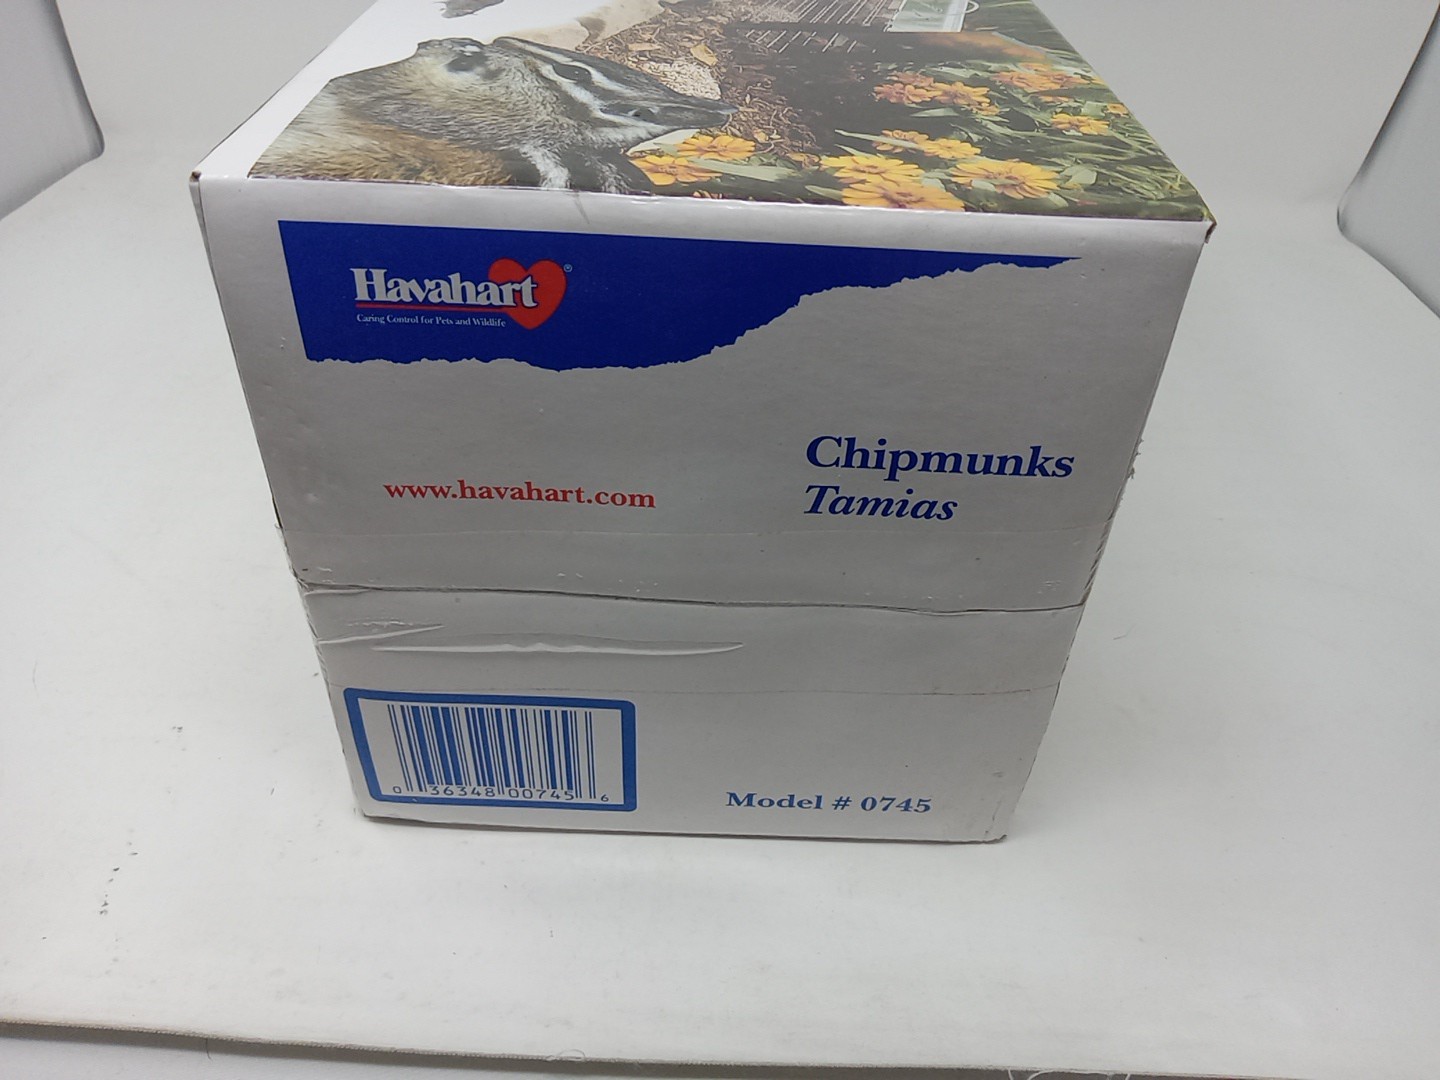 Havahart®
Caring Control for Pets and Wildlife
www.havahart.com
Chipmunks
Tamias
0 36348 00745 6
Model # 0745